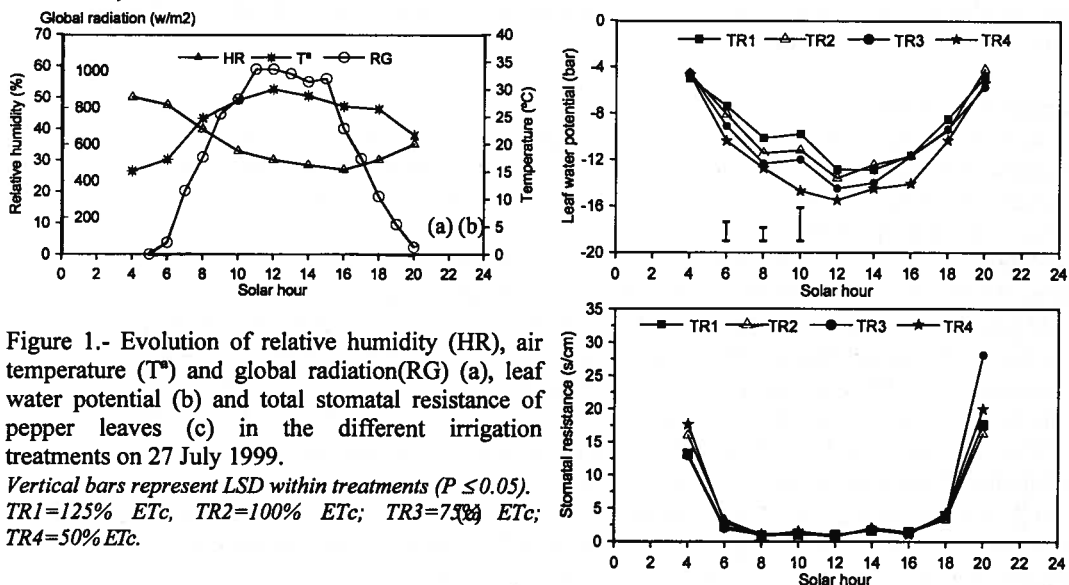 Global radiation (w/m2)
HR T ª RG
70
60
50
40
30
20
10
0
1000
800
600
400
200
40
35
30
25
20
15
10
5
0
Relative humidity (%)
Temperature (ºC)
(a) (b)
0 2 4 6 8 10 12 14 16 18 20 22 24
Solar hour
TR1 TR2 TR3 TR4
0
-4
-8
-12
-16
-20
Leaf water potential (bar)
0 2 4 6 8 10 12 14 16 18 20 22 24
Solar hour
TR1 TR2 TR3 TR4
35
30
25
20
15
10
5
0
Stomatal resistance (s/cm)
0 2 4 6 8 10 12 14 16 18 20 22 24
Solar hour
Figure 1.- Evolution of relative humidity (HR), air
temperature (Tª) and global radiation(RG) (a), leaf
water potential (b) and total stomatal resistance of
pepper leaves (c) in the different irrigation
treatments on 27 July 1999.
Vertical bars represent LSD within treatments (P ≤0.05).
TR1=125% ETc, TR2=100% ETc; ETc;
TR4=50% ETc.